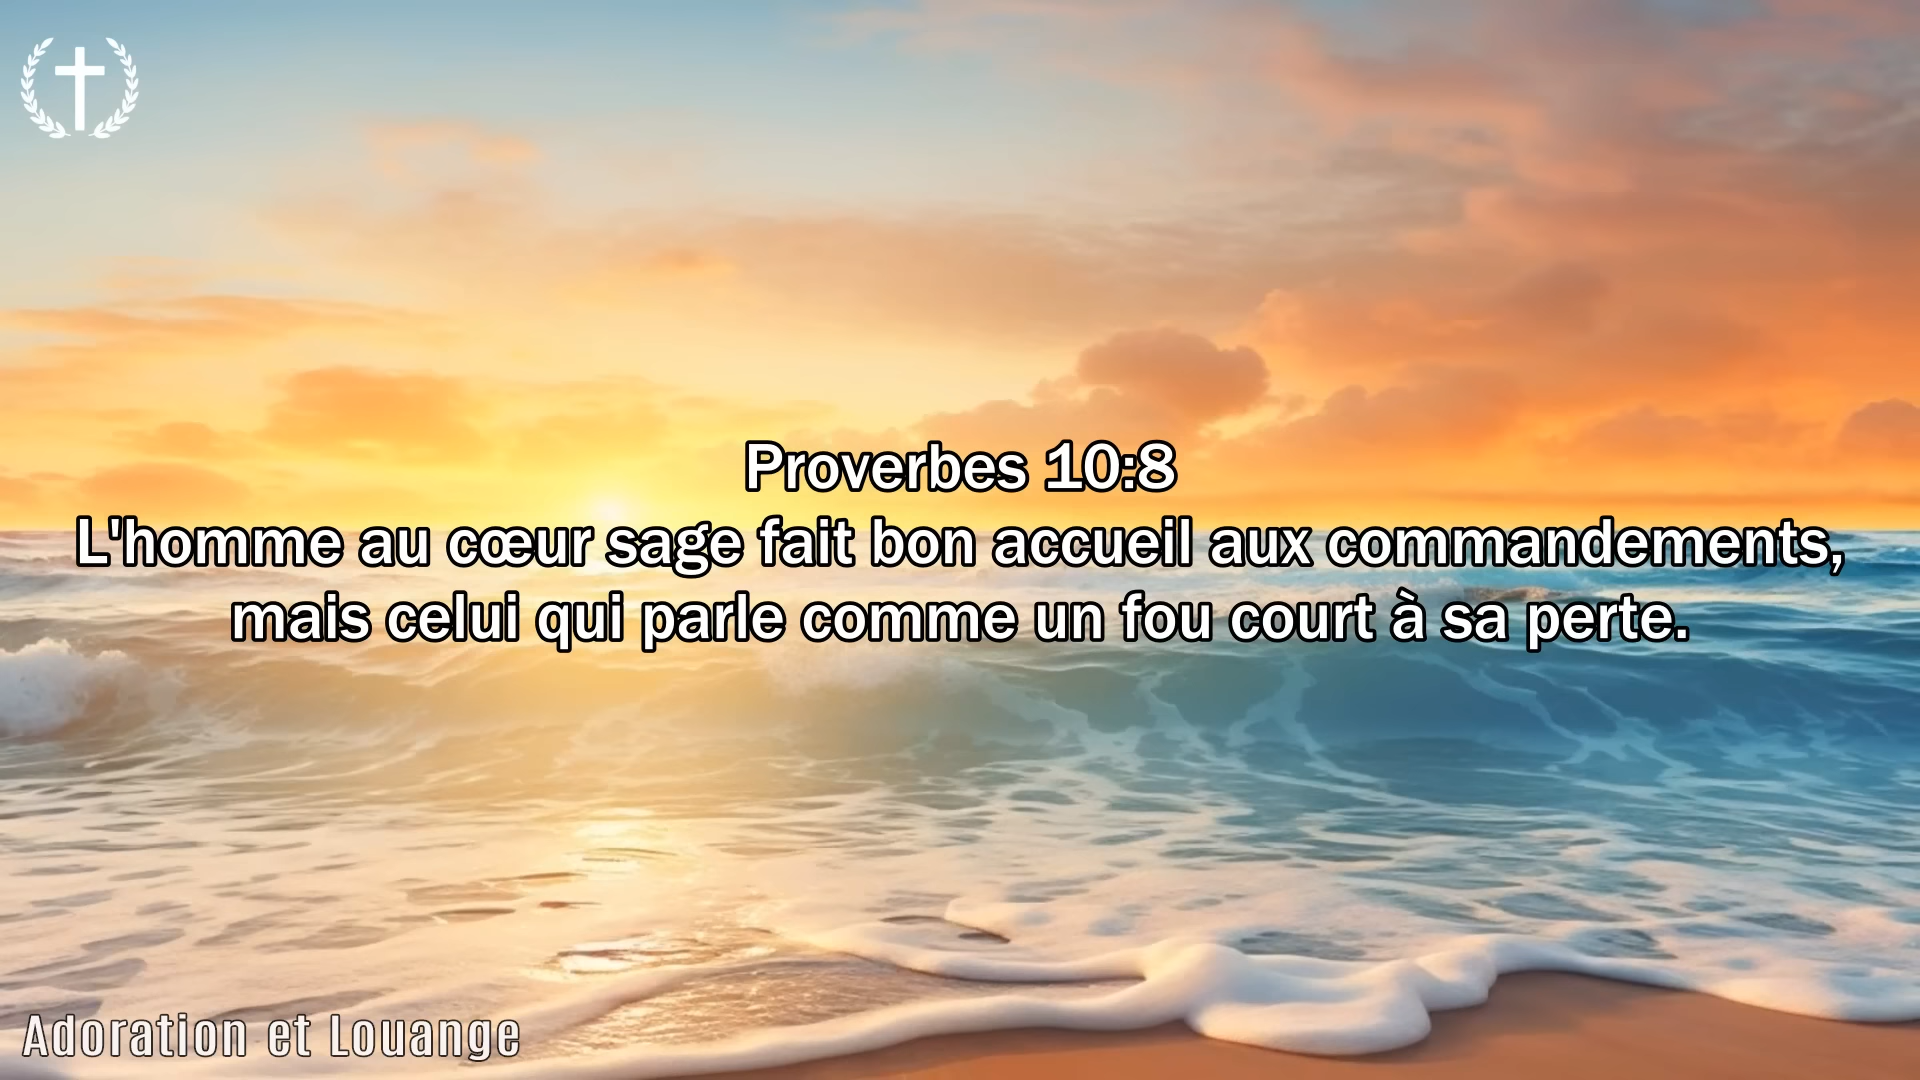 Proverbes 10:8
L'homme au cœur sage fait bon accueil aux commandements,
mais celui qui parle comme un fou court à sa perte.
Adoration et Louange